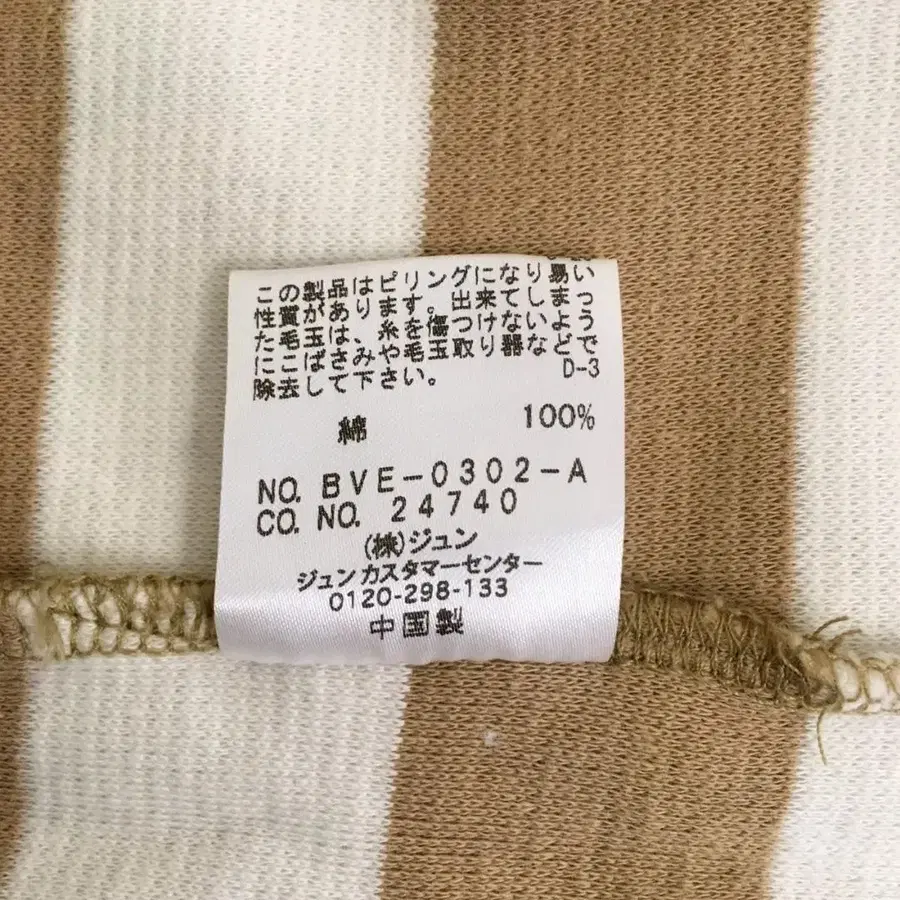 この製品はピリングになり易い
性質があります。出来てしまっ
た毛玉は、糸を傷つけないよう
にこばさみや毛玉取り器などで
除去して下さい。 D-3
綿 100%
NO. BVE-0302-A
CO. NO. 24740
(株)ジュン
ジュンカスタマーセンター
0120-298-133
中国製